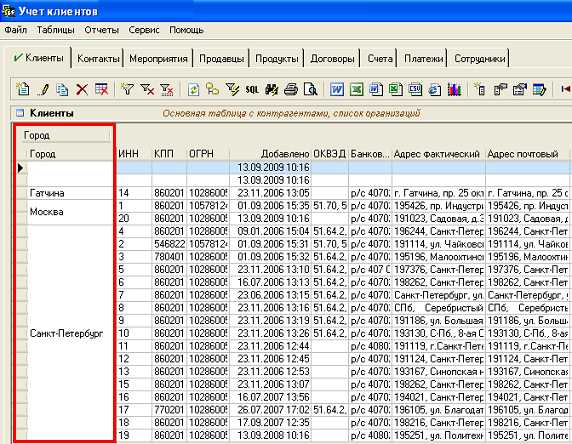 Учет клиентов
Файл Таблицы Отчеты Сервис Помощь
Клиенты Контакты Мероприятия Продавцы Продукты Договоры Счета Платежи Сотрудники
SQL
Клиенты Основная таблица с контрагентами, список организаций
Город
Город ИНН КПП ОГРН Добавлено ОКВЭД Банков... Адрес фактический Адрес почтовый
13.09.2009 10:16
13.09.2009 10:16
Гатчина 14 860201 1028600 23.11.2006 13:05 р/с 4070 г. Гатчина, пр. 25 окт г. Гатчина, пр. 25 о
Москва 1 860201 1057812 01.09.2006 15:35 51.70, 5 р/с 4070 195426, пр. Индустри 195426, пр. Индустр
20 860201 1028600 13.09.2006 10:16 р/с 4070 191023, Садовая, д.3 191023, Садовая, д
4 860201 1028600 09.01.2006 15:04 51.64.2, р/с 4070 196244, Санкт-Петер 196244, Санкт-Пете
2 546822 1057812 01.09.2006 15:31 51.70, 5 р/с 4070 191114, ул. Чайковс 191114, ул. Чайковс
3 780401 1028600 01.09.2006 15:32 51.64.2, р/с 4070 195196, Малоохтинс 195196, Малоохтин
5 860201 1028600 23.11.2006 13:10 51.64.2, р/с 407 197376, Санкт-Петер 197376, Санкт-Пете
6 860201 1028600 16.07.2007 13:13 51.64.2, р/с 4070 198262, Санкт-Петер 198262, Санкт-Пете
7 860201 1028600 23.06.2006 13:15 51.64.2, р/с 4070 Санкт-Петербург, ул Санкт-Петербург,
8 860201 1028600 23.11.2006 13:16 51.64.2, р/с 4070 СПб, Серебристый СПб, Серебристы
9 860201 1028600 23.11.2006 13:19 51.64.2, р/с 4070 191186, ул. Большая 191186, ул. Больша
Санкт-Петербург 10 860201 1028600 23.11.2006 13:26 51.64.2, р/с 4070 193130, С-Пб., 8-ая 193130, С-Пб., 8-ая
11 860201 1028600 23.11.2006 12:44 р/с 4080 191119, г.Санкт-Пет 191119, г.Санкт-Пе
12 860201 1028600 23.11.2006 12:45 р/с 4070 191124, Санкт-Петер 191124, Санкт-Пете
13 860201 1028600 23.11.2006 12:53 р/с 4070 193167, Синопская н 193167, Синопская
15 860201 1028600 23.11.2006 13:07 р/с 4070 198262, Санкт-Петер 198262, Санкт-Пете
16 860201 1028600 16.07.2007 13:56 р/с 4070 194021, Санкт-Петер 194021, Санкт-Пете
17 770201 1028600 26.07.2007 17:02 51.64.2, р/с 4070 196105, ул. Благодат 196105, ул. Благода
18 860201 1028600 17.09.2007 12:35 р/с 4070 198262, Санкт-Петер 198262, Санкт-Пете
19 860201 1028600 13.09.2008 10:16 р/с 4070 195251, ул. Политех 195251, ул. Полите